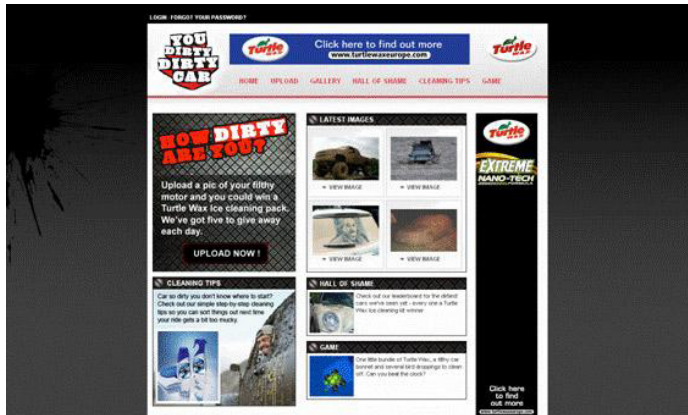 LOGIN FORGOT YOUR PASSWORD?
YOU
DIRTY
DIRTY
CAR
Turtle
WAX
Click here to find out more
www.turtlewaxeurope.com
Turtle
WAX
HOME UPLOAD GALLERY HALL OF SHAME CLEANING TIPS GAME
HOW DIRTY
ARE YOU?
Upload a pic of your filthy
motor and you could win a
Turtle Wax Ice cleaning pack.
We've got five to give away
each day.
UPLOAD NOW !
LATEST IMAGES
VIEW IMAGE
VIEW IMAGE
VIEW IMAGE
VIEW IMAGE
Turtle
WAX
EXTREME
NANO-TECH
FORMULA
CLEANING TIPS
Car so dirty you don't know where to start?
Check out our simple step-by-step cleaning
tips so you can sort things out next time
your ride gets a bit too mucky.
HALL OF SHAME
Check out our leaderboard for the dirtiest
cars we've seen yet - every one a Turtle
Wax Ice cleaning kit winner
GAME
One little bundle of Turtle Wax, a filthy car
bonnet and several bird droppings to clean
off. Can you beat the clock?
Click here
to find
out more
www.turtlewaxeurope.com